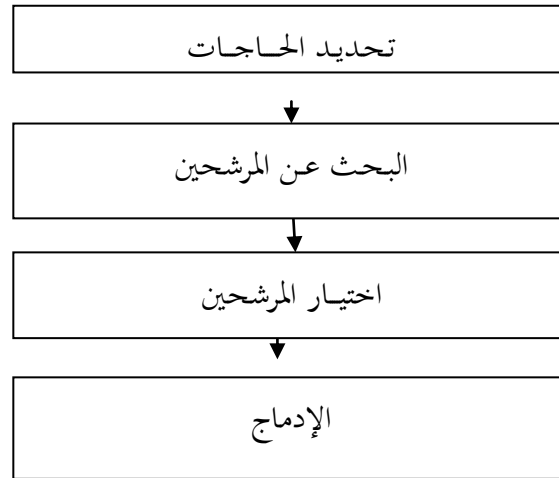 تحديد الحاجات
البحث عن المرشحين
اختيار المرشحين
الإدماج